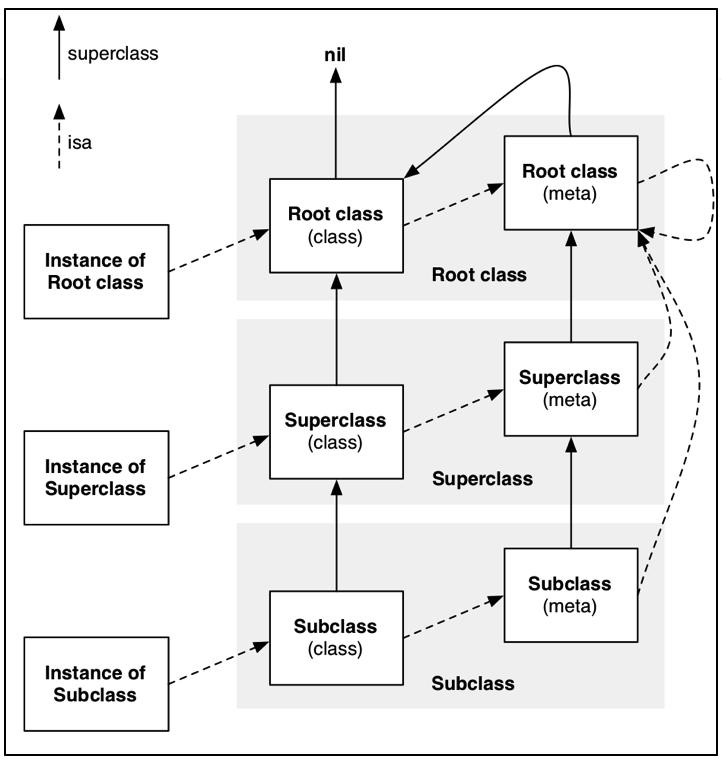 superclass
nil
isa
Root class
(meta)
Root class
(class)
Instance of
Root class
Root class
Superclass
(meta)
Superclass
(class)
Instance of
Superclass
Superclass
Subclass
(meta)
Subclass
(class)
Instance of
Subclass
Subclass